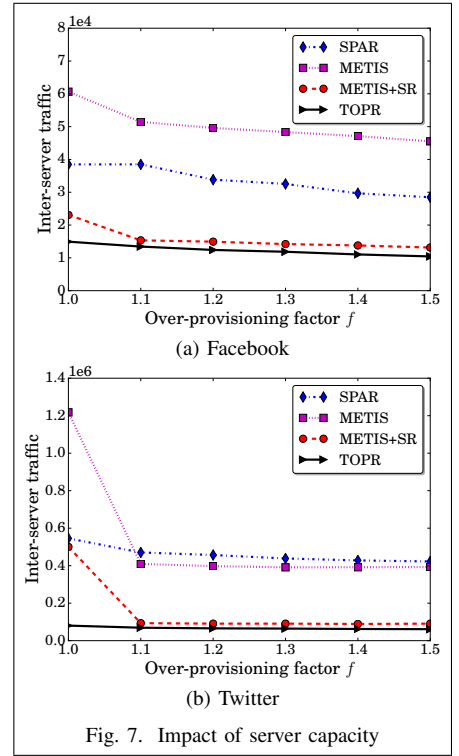 1e4
8
7
6
5
4
3
2
1
0
Inter-server traffic
SPAR
METIS
METIS+SR
TOPR
1.0 1.1 1.2 1.3 1.4 1.5
Over-provisioning factor f
(a) Facebook
1e6
1.4
1.2
1.0
0.8
0.6
0.4
0.2
0.0
Inter-server traffic
SPAR
METIS
METIS+SR
TOPR
1.0 1.1 1.2 1.3 1.4 1.5
Over-provisioning factor f
(b) Twitter
Fig. 7. Impact of server capacity